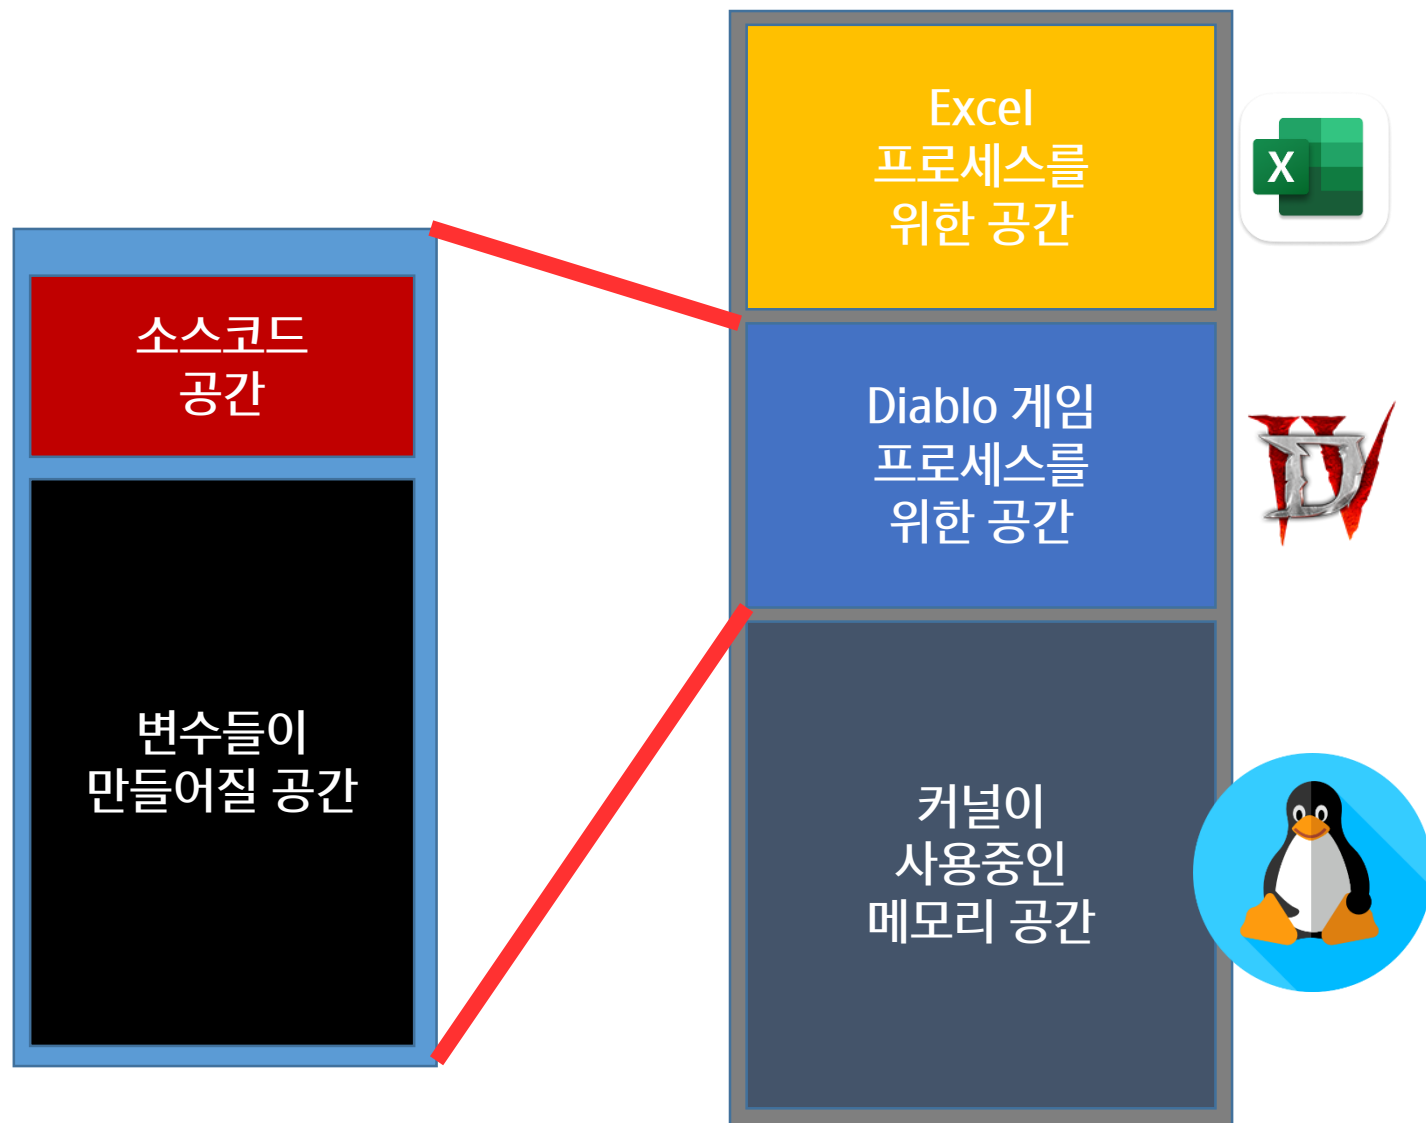 소스코드
공간
변수들이
만들어질 공간
Excel
프로세스를
위한 공간
X
Diablo 게임
프로세스를
위한 공간
IV
D
커널이
사용중인
메모리 공간